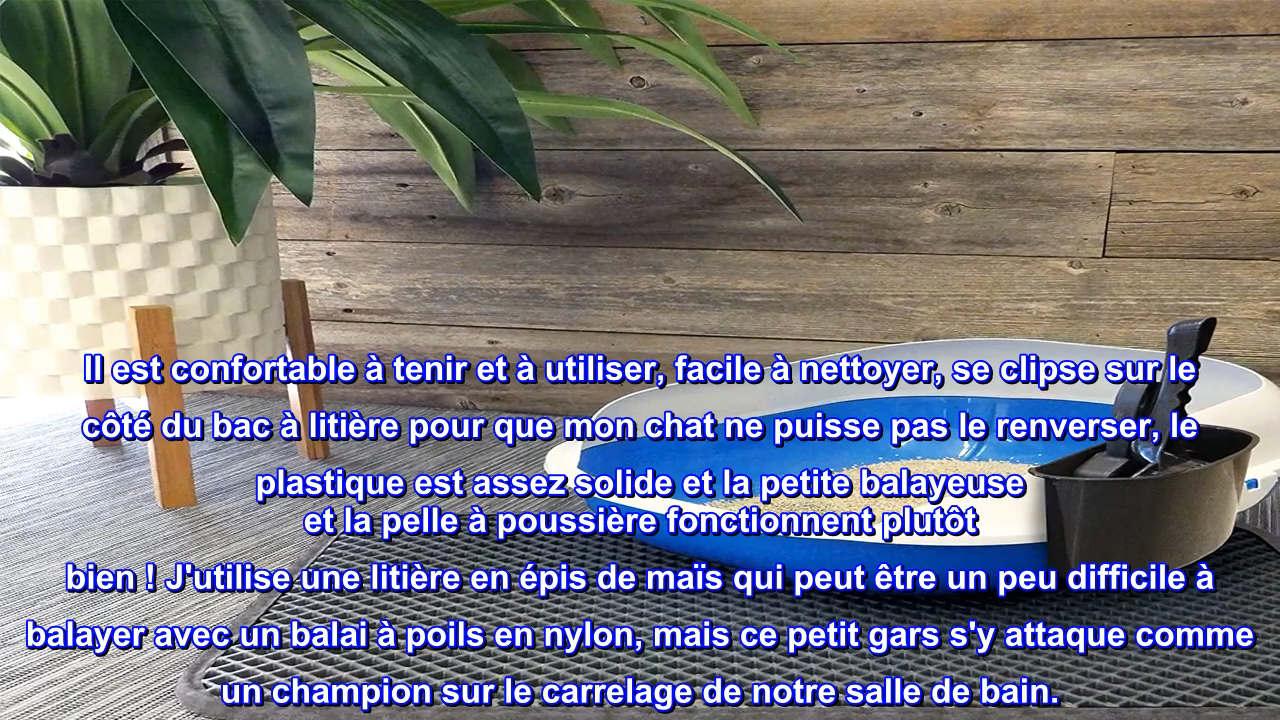 Il est confortable à tenir et à utiliser, facile à nettoyer, se clipse sur le
côté du bac à litière pour que mon chat ne puisse pas le renverser, le
plastique est assez solide et la petite balayeuse
et la pelle à poussière fonctionnent plutôt
bien ! J'utilise une litière en épis de maïs qui peut être un peu difficile à
balayer avec un balai à poils en nylon, mais ce petit gars s'y attaque comme
un champion sur le carrelage de notre salle de bain.